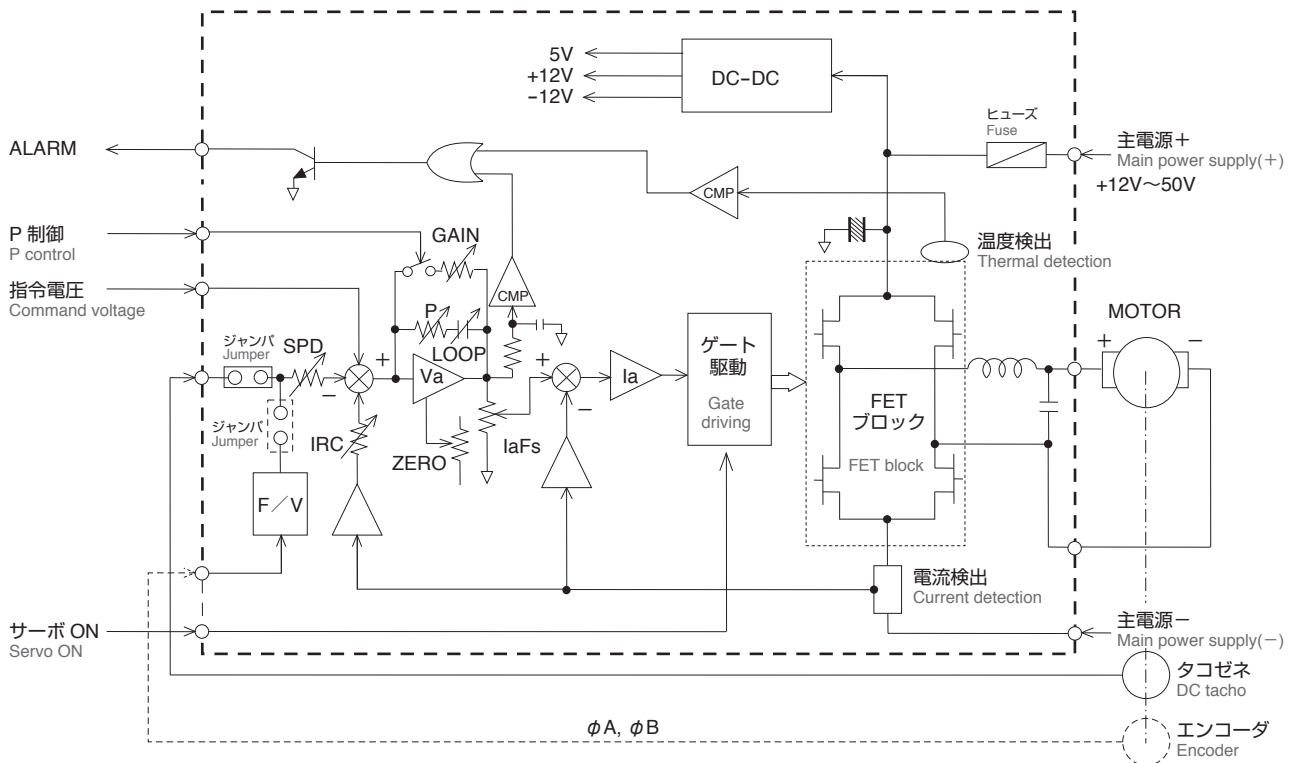 5V
+12V
-12V
DC-DC
ヒューズ
Fuse
主電源+
Main power supply(+)
+12V~50V
ALARM
CMP
P 制御
P control
GAIN
温度検出
Thermal detection
指令電圧
Command voltage
CMP
P
LOOP
MOTOR
+
−
ジャンパ
Jumper
SPD
+
−
Va
+
−
Ia
ゲート
駆動
Gate
driving
FET
ブロック
FET block
ジャンパ
Jumper
IRC
ZERO
IaFs
F/V
電流検出
Current detection
サーボ ON
Servo ON
主電源−
Main power supply(−)
タコゼネ
DC tacho
φA, φB
エンコーダ
Encoder